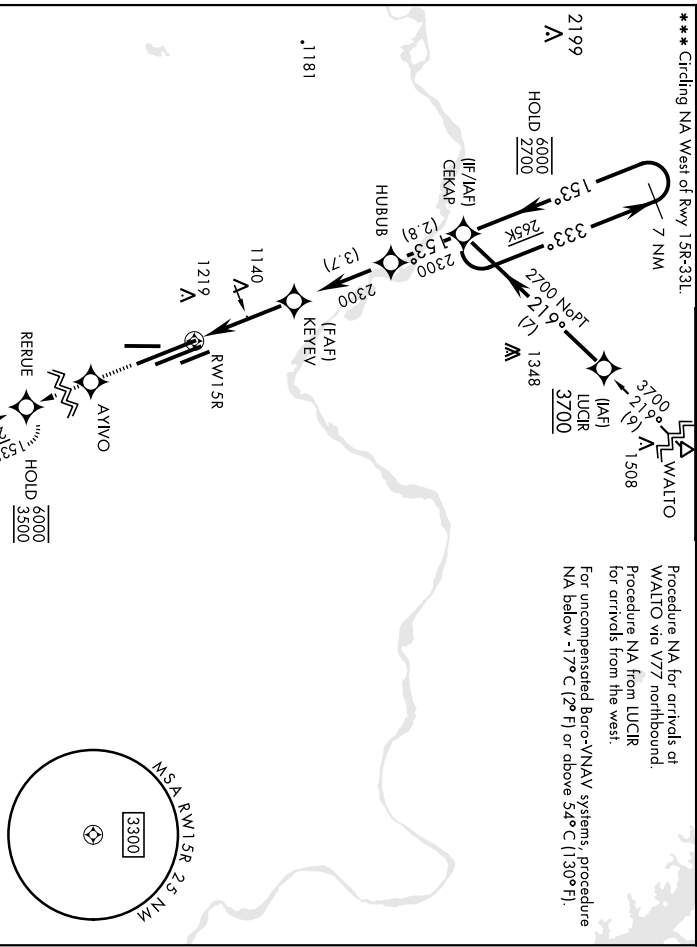 *** Circling NA West of Rwy 15R-33L.
Procedure NA for arrivals at
WALTO via V77 northbound.
Procedure NA from LUCIR
for arrivals from the west.
For uncompensated Baro-VNAV systems, procedure
NA below -17°C (2°F) or above 54°C (130°F).
2199
1181
HOLD 6000
2700
153°
333°
7 NM
265K
(IF/IAF)
CEKAP
2700 NoPT
219°
(7)
1348
(IAF)
LUCIR
3700
3700
219°
(9)
1508
WALTO
2300
153°
(2.8)
HUBUB
2300
(3.7)
(FAF)
KEYEV
1140
1219
RW15R
AYIVO
RERUE
HOLD 6000
3500
153°
MSA RW15R 25 NM
3300